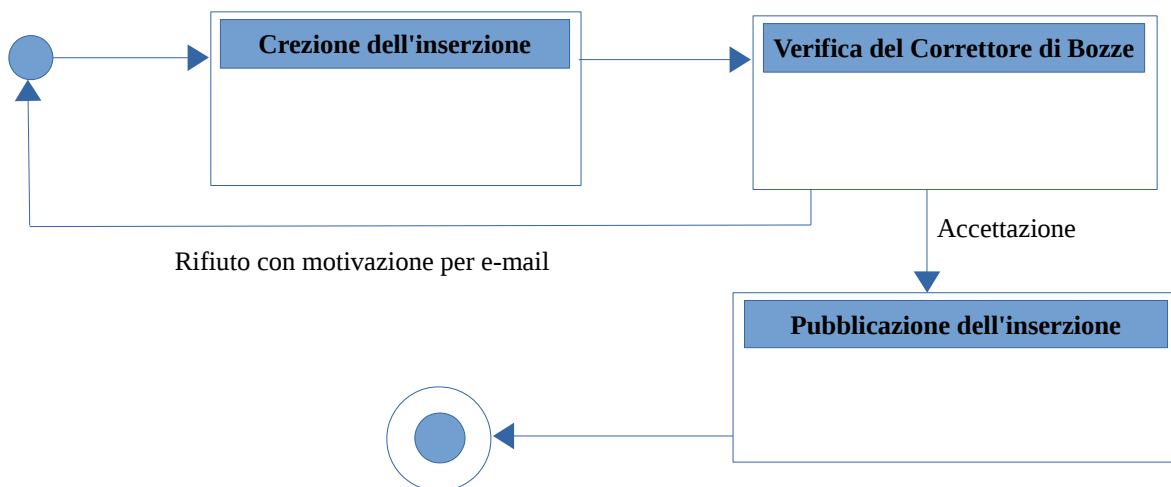 Crezione dell'inserzione
Verifica del Correttore di Bozze
Accettazione
Rifiuto con motivazione per e-mail
Pubblicazione dell'inserzione